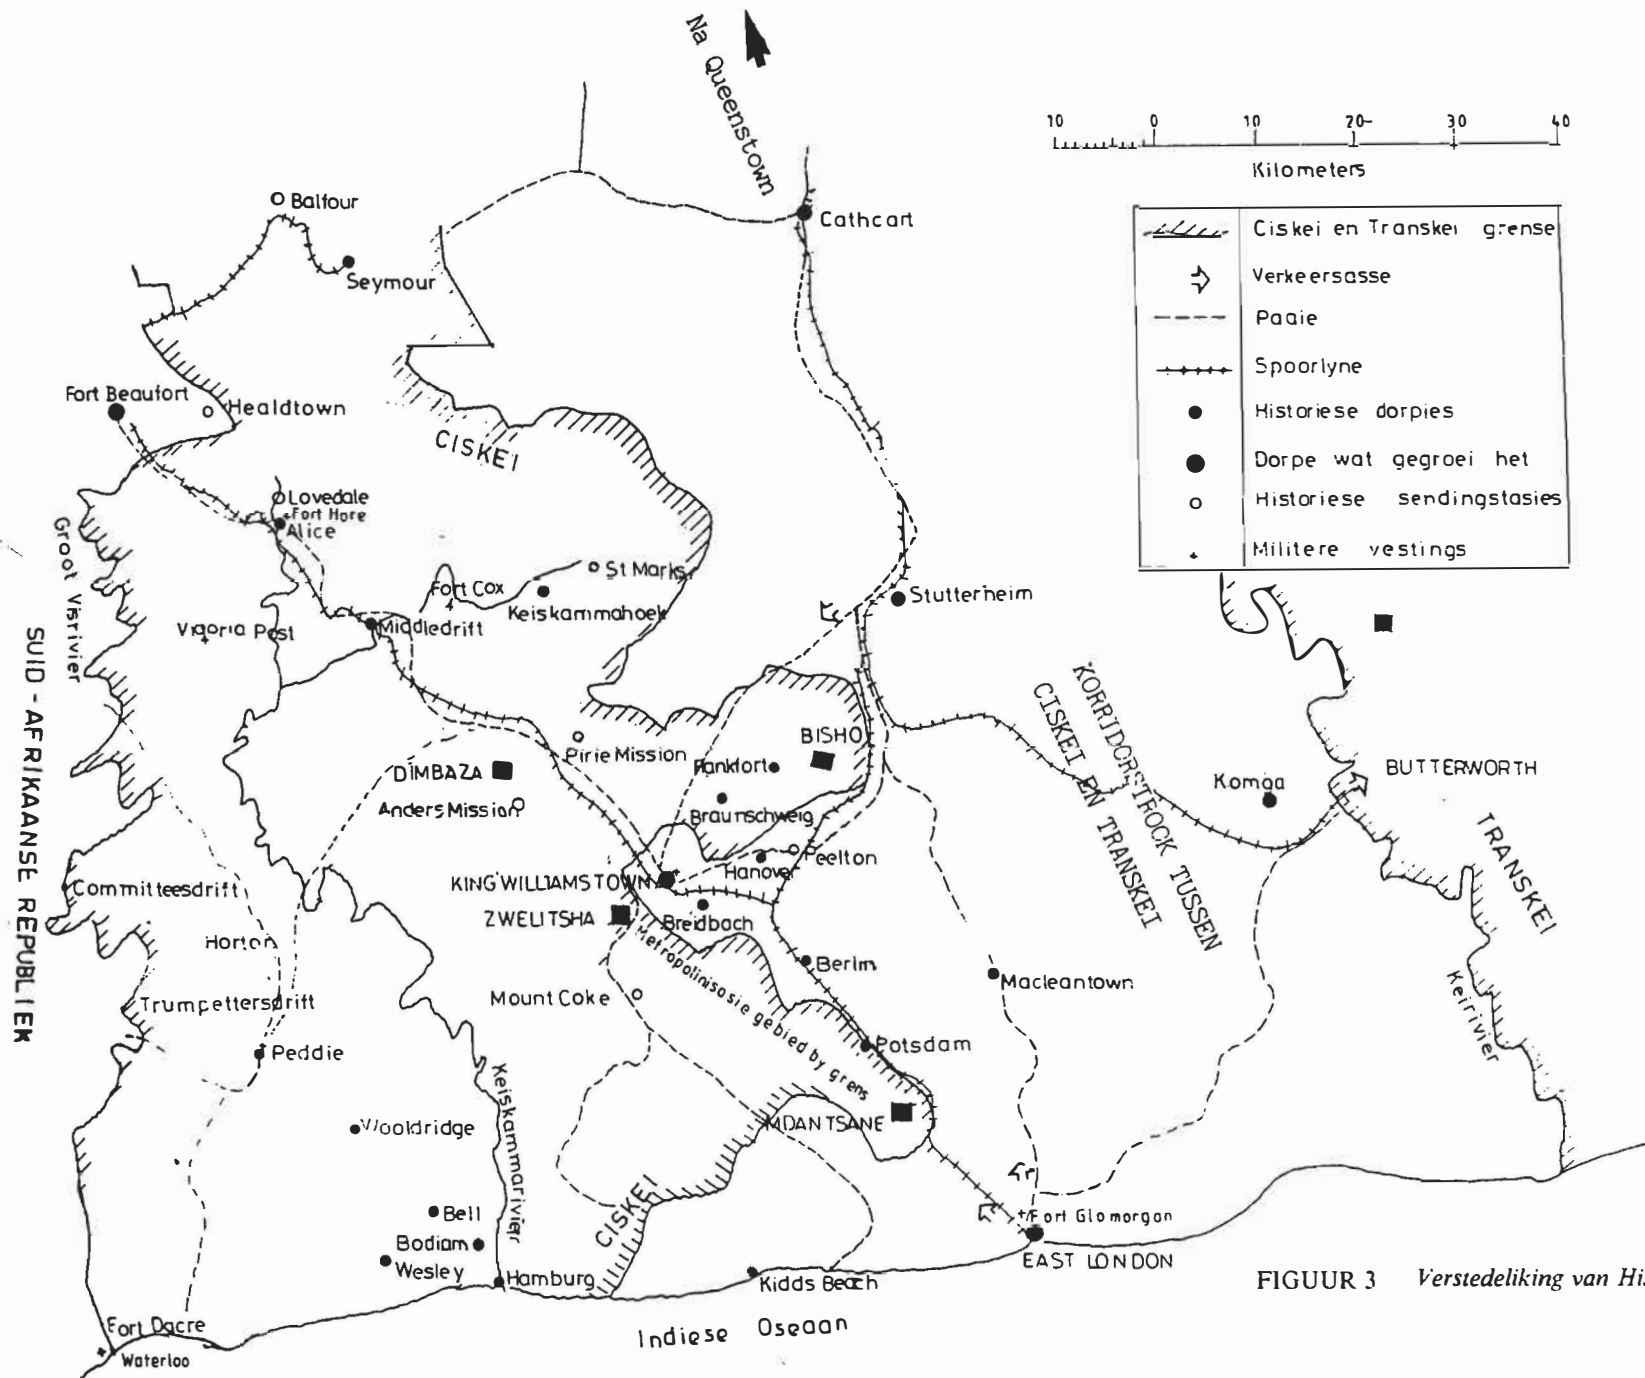 Na Queenstown
10 0 10 20 30 40
Kilometers
Ciskei en Transkei grense
Verkeersasse
Paaie
Spoorlyne
Historiese dorpies
Dorpe wat gegroei het
Historiese sendingstasies
Militere vestings
Balfour
Seymour
Cathcart
Fort Beaufort
Healdtown
CISKEI
Lovedale
Fort Hare
Alice
Groot Visrivier
SUID-AFRIKAANSE REPUBLIEK
Fort Cox
St Marks
Keiskammahoek
Stutterheim
Middledrift
Post
KORRIDORSTROCK TUSSEN
CISKEI EN TRANSKEI
BISHO
Pirie Mission
DIMBAZA
Anders Mission
Braunschweig
Komga
BUTTERWORTH
TRANSKEI
Peelton
Hanover
KING WILLIAMSTOWN
ZWELITSHA
Breidbach
Committeesdrift
Horton
Berlin
Metropolinisasie gebied by grens
Mount Coke
Macleantown
Keirivier
Trumpettersdrift
Peddie
Potsdam
Keiskammarivier
MDANTSANE
Wooldridge
CISKEI
Bell
Bodiam
Wesley
Hamburg
Kidds Beach
Fort Glamorgan
EAST LONDON
Fort Dacre
Waterloo
Indiese Oseaan
FIGUUR 3 Verstedeliking van His